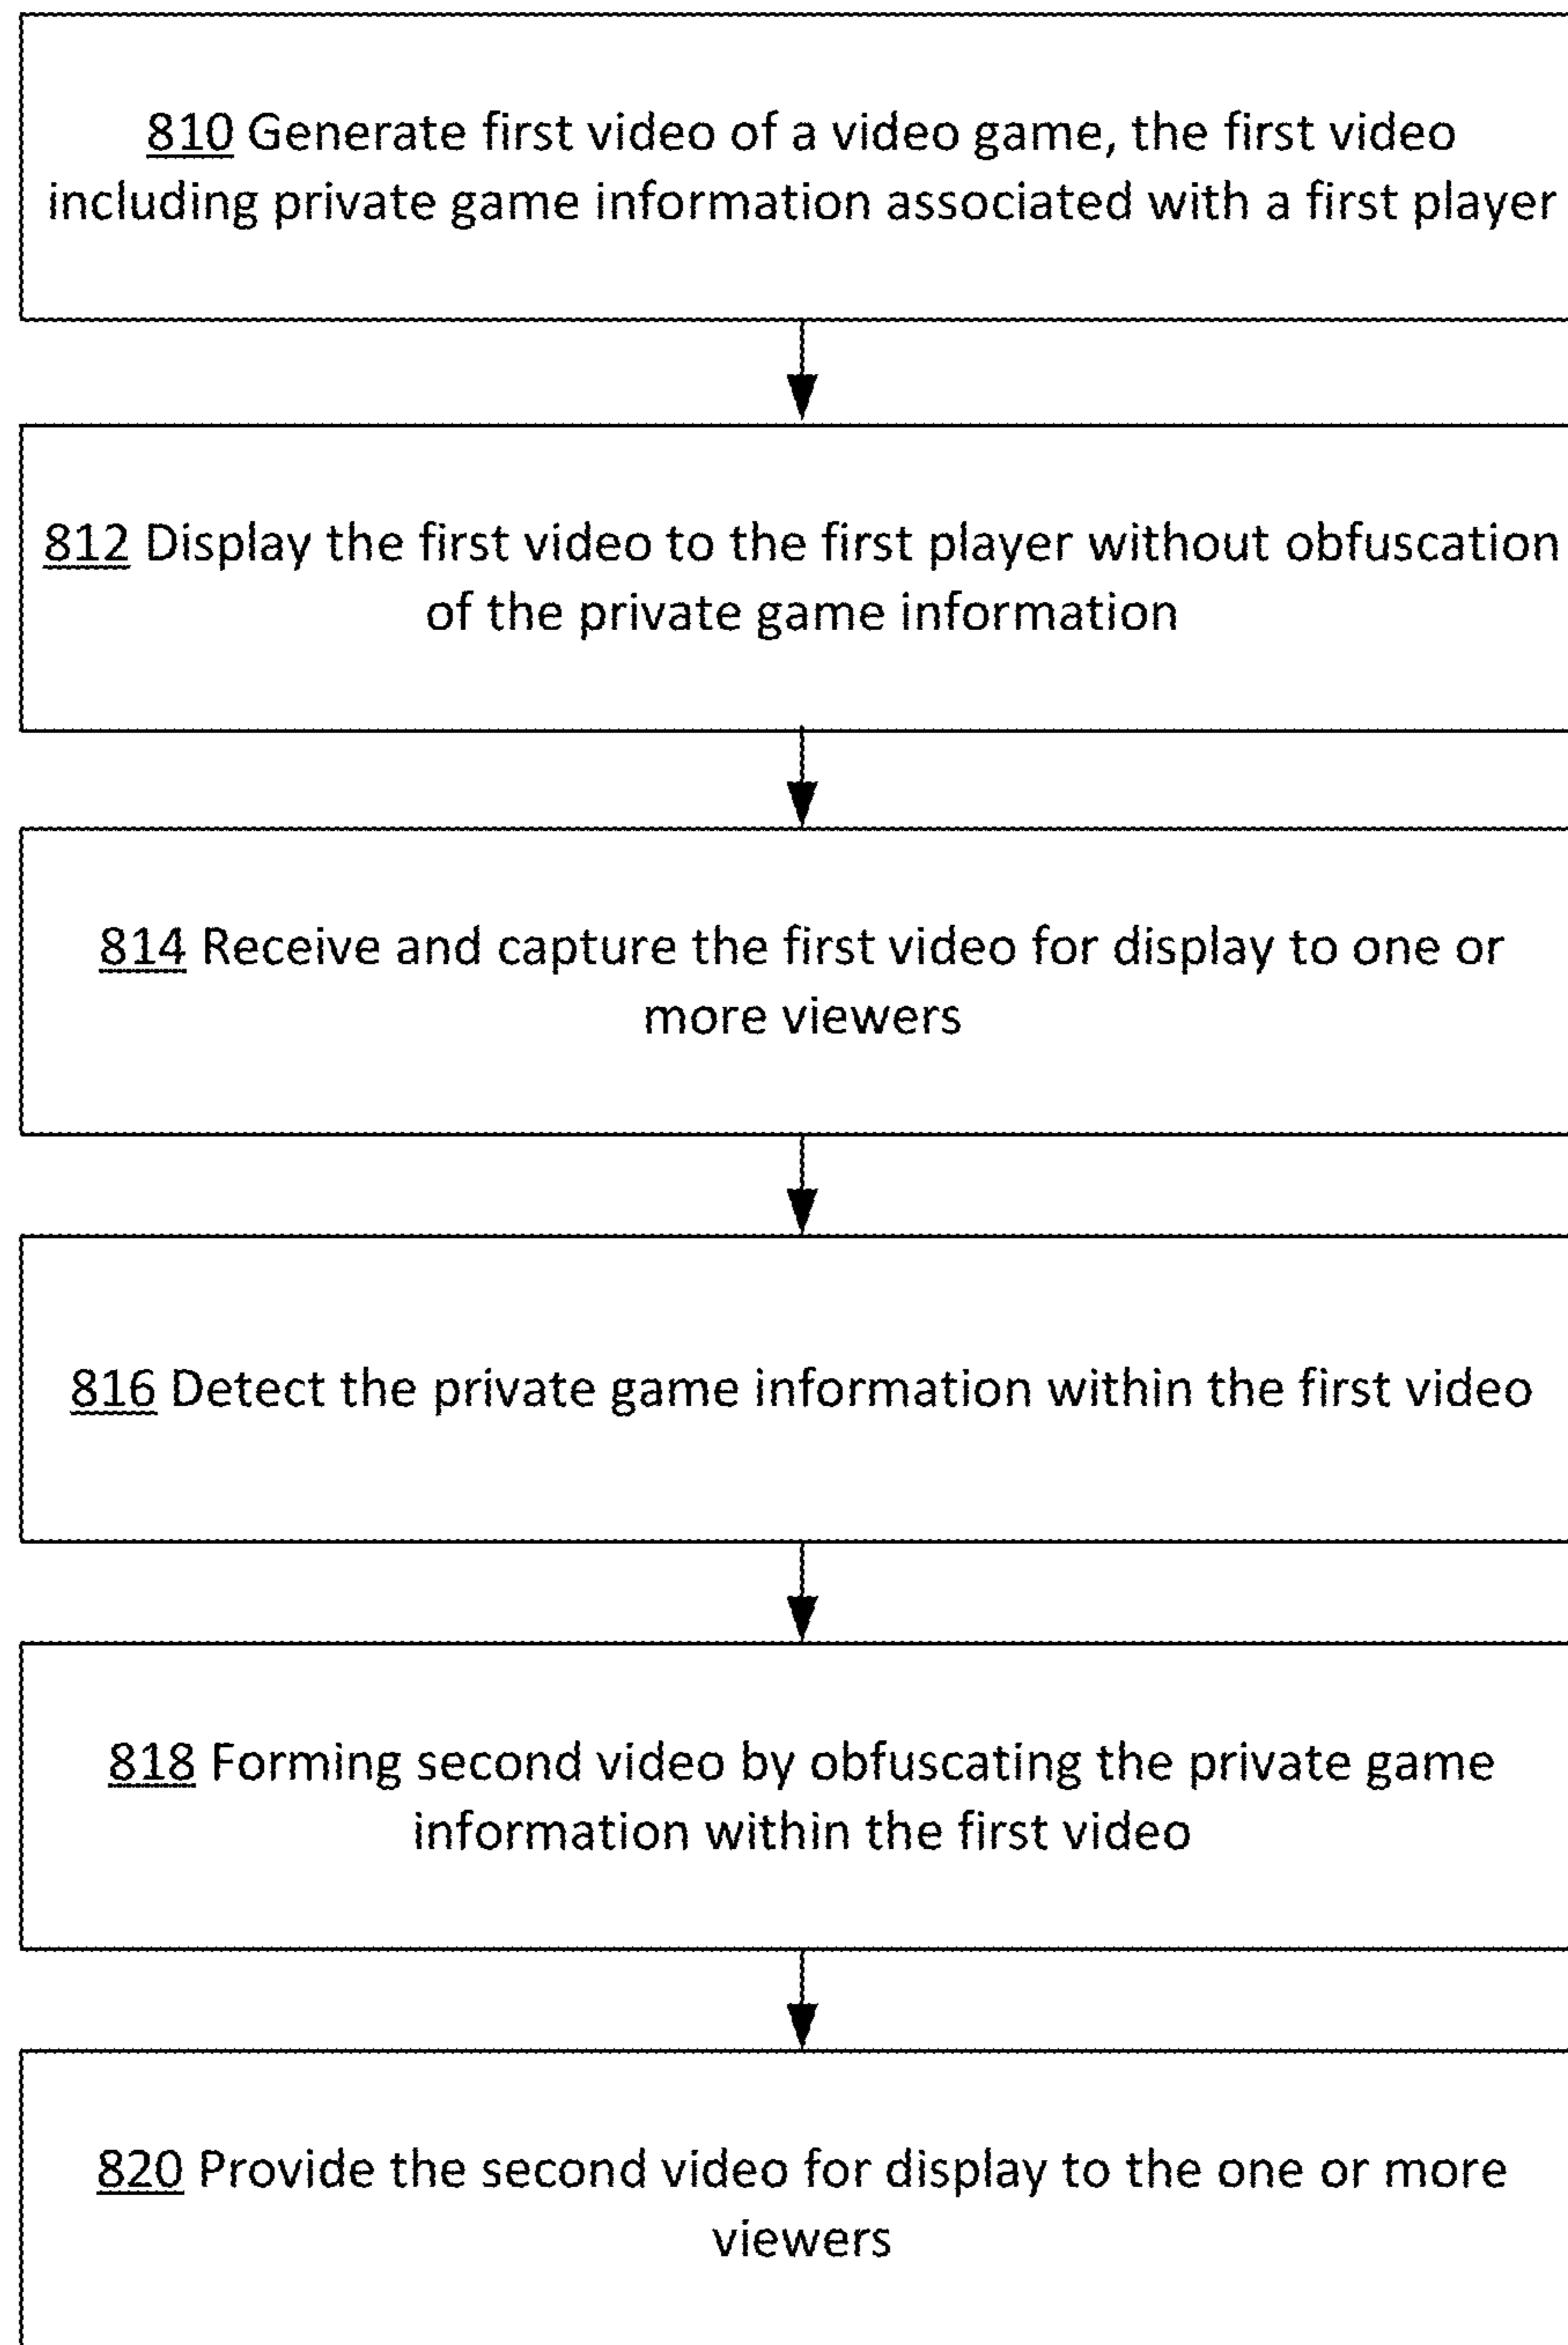 810 Generate first video of a video game, the first video
including private game information associated with a first player
812 Display the first video to the first player without obfuscation
of the private game information
814 Receive and capture the first video for display to one or
more viewers
816 Detect the private game information within the first video
818 Forming second video by obfuscating the private game
information within the first video
820 Provide the second video for display to the one or more
viewers